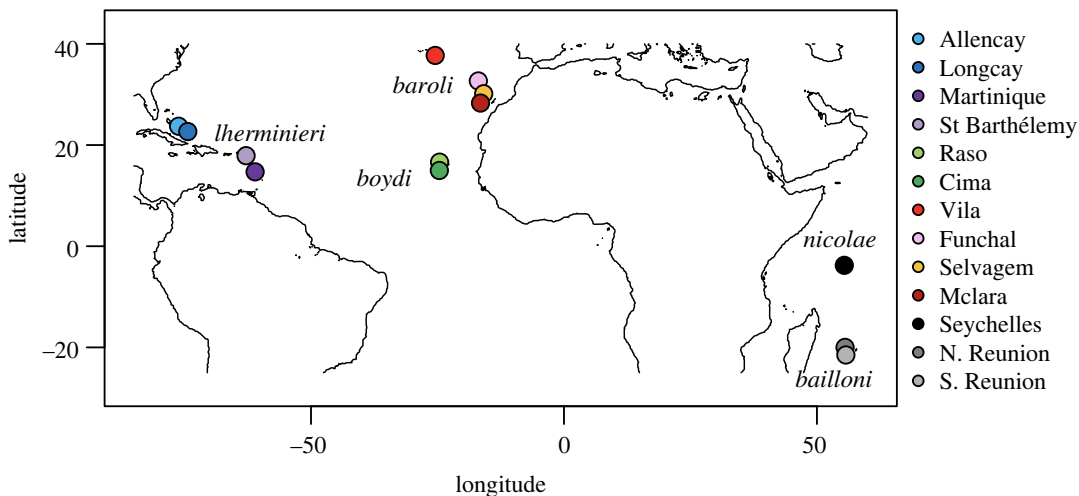 40
20
0
–20
latitude
–50
0
50
longitude
baroli
lherminieri
boydi
nicolae
bailloni
Allencay
Longcay
Martinique
St Barthélemy
Raso
Cima
Vila
Funchal
Selvagem
Mclara
Seychelles
N. Reunion
S. Reunion